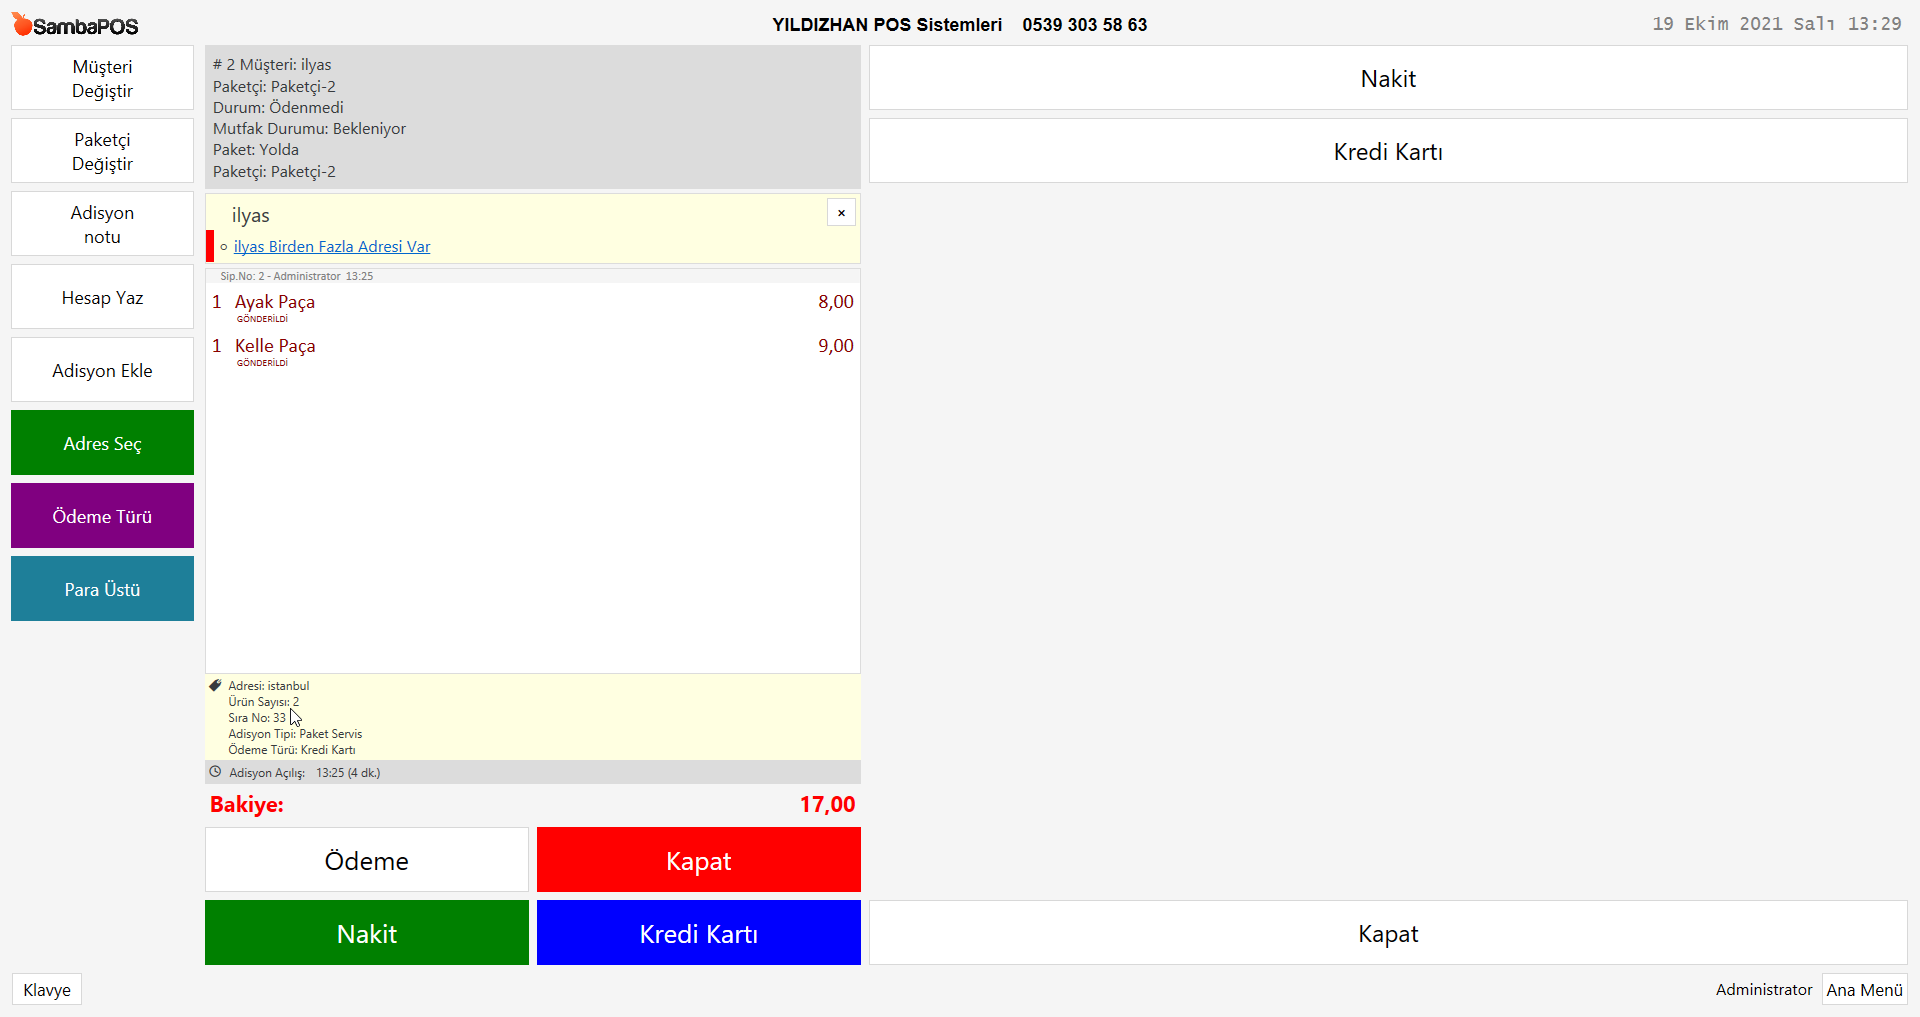 SambaPOS
YILDIZHAN POS Sistemleri 0539 303 58 63
19 Ekim 2021 Salı 13:29
Müşteri
Değiştir
Paketçi
Değiştir
Adisyon
notu
Hesap Yaz
Adisyon Ekle
Adres Seç
Ödeme Türü
Para Üstü
# 2 Müşteri: ilyas
Paketçi: Paketçi-2
Durum: Ödenmedi
Mutfak Durumu: Bekleniyor
Paket: Yolda
Paketçi: Paketçi-2
ilyas
×
ilyas Birden Fazla Adresi Var
Sip.No: 2 - Administrator 13:25
1 Ayak Paça 8,00
GÖNDERİLDİ
1 Kelle Paça 9,00
GÖNDERİLDİ
Adresi: istanbul
Ürün Sayısı: 2
Sıra No: 33
Adisyon Tipi: Paket Servis
Ödeme Türü: Kredi Kartı
Adisyon Açılış: 13:25 (4 dk.)
Bakiye: 17,00
Ödeme
Kapat
Nakit
Kredi Kartı
Nakit
Kredi Kartı
Kapat
Klavye
Administrator
Ana Menü